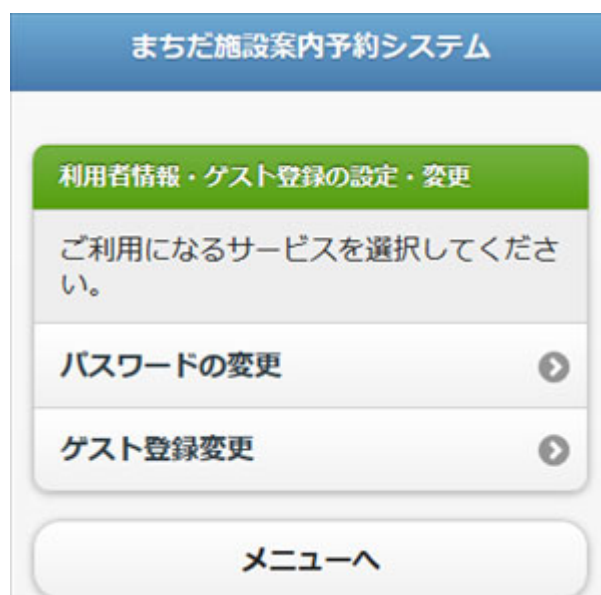 まちだ施設案内予約システム
利用者情報・ゲスト登録の設定・変更
ご利用になるサービスを選択してくださ
い。
パスワードの変更
ゲスト登録変更
メニューへ